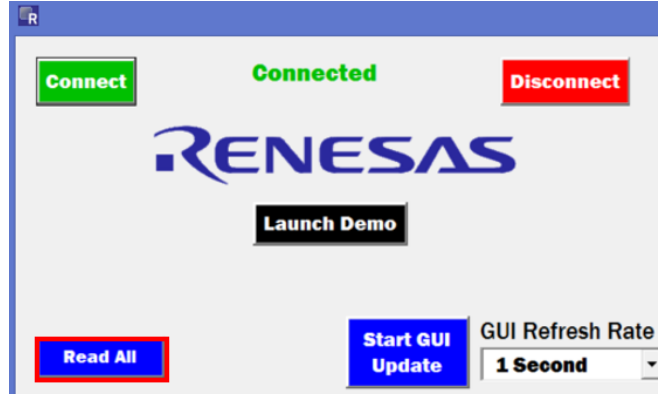 R
Connect
Connected
Disconnect
RENESAS
Launch Demo
Start GUI
Update
GUI Refresh Rate
1 Second
Read All